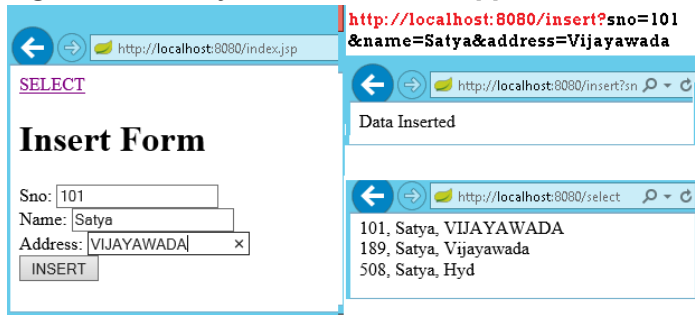 http://localhost:8080/index.jsp
SELECT
Insert Form
Sno: 101
Name: Satya
Address: VIJAYAWADA ×
INSERT
http://localhost:8080/insert?sno=101
&name=Satya&address=Vijayawada
http://localhost:8080/insert?sn
Data Inserted
http://localhost:8080/select
101, Satya, VIJAYAWADA
189, Satya, Vijayawada
508, Satya, Hyd